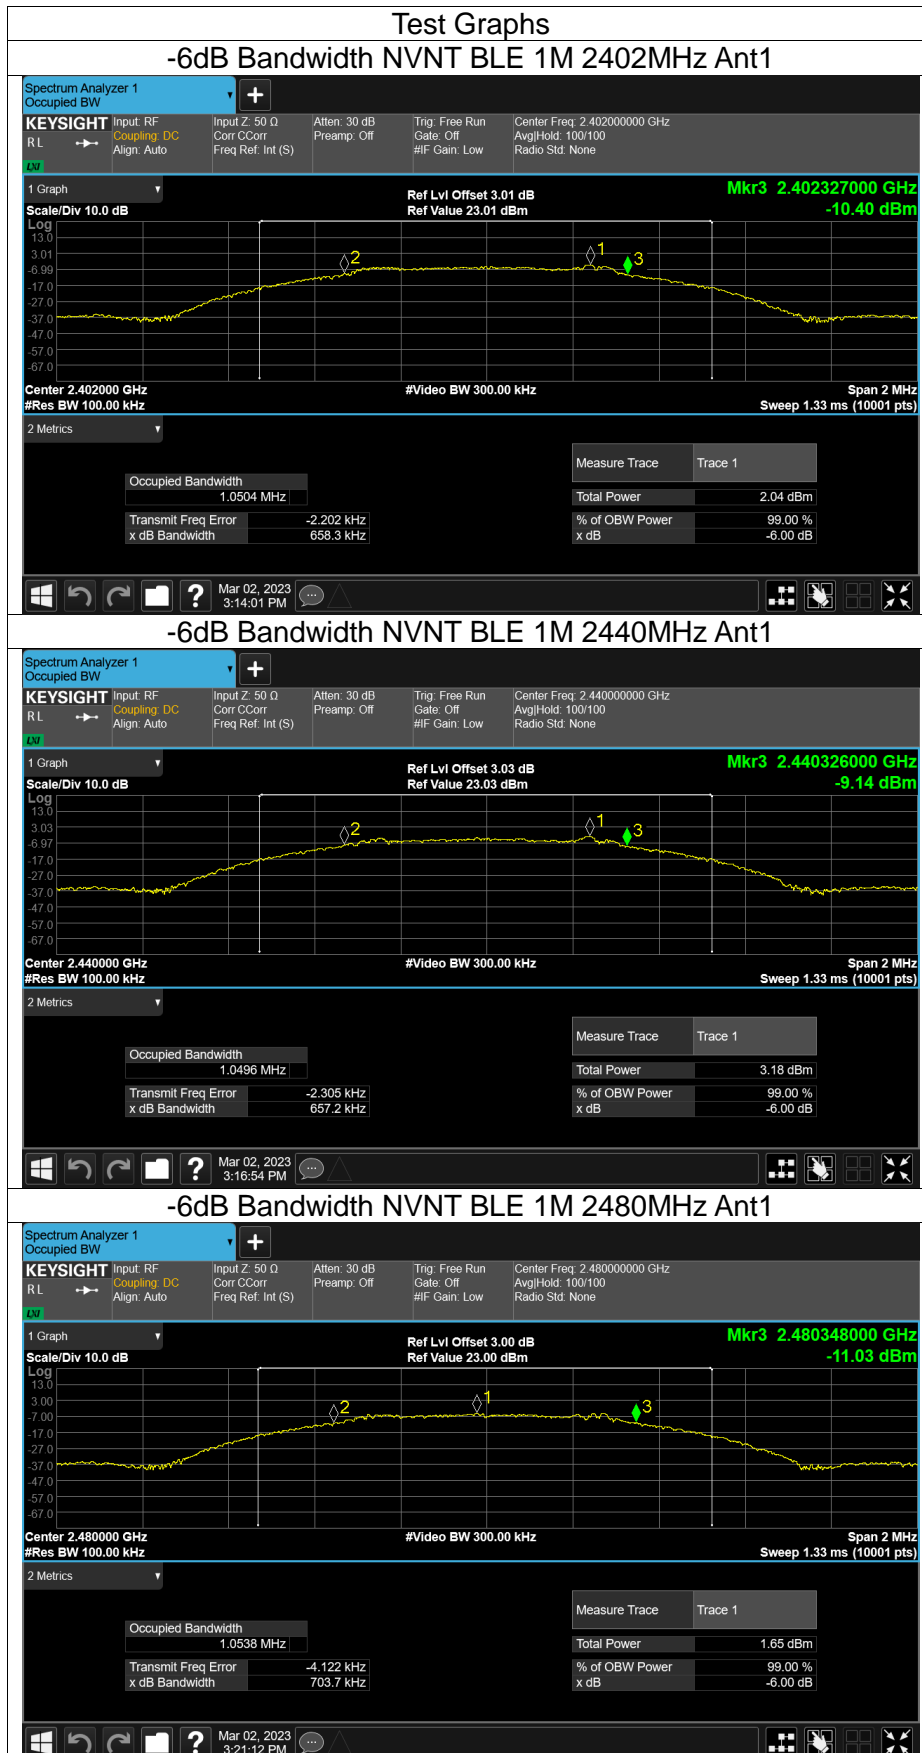 Test Graphs
-6dB Bandwidth NVNT BLE 1M 2402MHz Ant1
Spectrum Analyzer 1
Occupied BW
+
KEYSIGHT Input: RF Input Z: 50 Ω Atten: 30 dB Trig: Free Run Center Freq: 2.402000000 GHz
RL Coupling: DC Corr CCorr Preamp: Off Gate: Off Avg|Hold: 100/100
Align: Auto Freq Ref: Int (S) #IF Gain: Low Radio Std: None
LXI
1 Graph Ref Lvl Offset 3.01 dB Mkr3 2.402327000 GHz
Scale/Div 10.0 dB Ref Value 23.01 dBm -10.40 dBm
Log
13.0
3.01
-6.99
-17.0
-27.0
-37.0
-47.0
-57.0
-67.0
2
1
3
Center 2.402000 GHz #Video BW 300.00 kHz Span 2 MHz
#Res BW 100.00 kHz Sweep 1.33 ms (10001 pts)
2 Metrics
Measure Trace Trace 1
Occupied Bandwidth
1.0504 MHz Total Power 2.04 dBm
Transmit Freq Error -2.202 kHz % of OBW Power 99.00 %
x dB Bandwidth 658.3 kHz x dB -6.00 dB
? Mar 02, 2023
3:14:01 PM
-6dB Bandwidth NVNT BLE 1M 2440MHz Ant1
Spectrum Analyzer 1
Occupied BW
+
KEYSIGHT Input: RF Input Z: 50 Ω Atten: 30 dB Trig: Free Run Center Freq: 2.440000000 GHz
RL Coupling: DC Corr CCorr Preamp: Off Gate: Off Avg|Hold: 100/100
Align: Auto Freq Ref: Int (S) #IF Gain: Low Radio Std: None
LXI
1 Graph Ref Lvl Offset 3.03 dB Mkr3 2.440326000 GHz
Scale/Div 10.0 dB Ref Value 23.03 dBm -9.14 dBm
Log
13.0
3.03
-6.97
-17.0
-27.0
-37.0
-47.0
-57.0
-67.0
2
1
3
Center 2.440000 GHz #Video BW 300.00 kHz Span 2 MHz
#Res BW 100.00 kHz Sweep 1.33 ms (10001 pts)
2 Metrics
Measure Trace Trace 1
Occupied Bandwidth
1.0496 MHz Total Power 3.18 dBm
Transmit Freq Error -2.305 kHz % of OBW Power 99.00 %
x dB Bandwidth 657.2 kHz x dB -6.00 dB
? Mar 02, 2023
3:16:54 PM
-6dB Bandwidth NVNT BLE 1M 2480MHz Ant1
Spectrum Analyzer 1
Occupied BW
+
KEYSIGHT Input: RF Input Z: 50 Ω Atten: 30 dB Trig: Free Run Center Freq: 2.480000000 GHz
RL Coupling: DC Corr CCorr Preamp: Off Gate: Off Avg|Hold: 100/100
Align: Auto Freq Ref: Int (S) #IF Gain: Low Radio Std: None
LXI
1 Graph Ref Lvl Offset 3.00 dB Mkr3 2.480348000 GHz
Scale/Div 10.0 dB Ref Value 23.00 dBm -11.03 dBm
Log
13.0
3.00
-7.00
-17.0
-27.0
-37.0
-47.0
-57.0
-67.0
2
1
3
Center 2.480000 GHz #Video BW 300.00 kHz Span 2 MHz
#Res BW 100.00 kHz Sweep 1.33 ms (10001 pts)
2 Metrics
Measure Trace Trace 1
Occupied Bandwidth
1.0538 MHz Total Power 1.65 dBm
Transmit Freq Error -4.122 kHz % of OBW Power 99.00 %
x dB Bandwidth 703.7 kHz x dB -6.00 dB
? Mar 02, 2023
3:21:12 PM